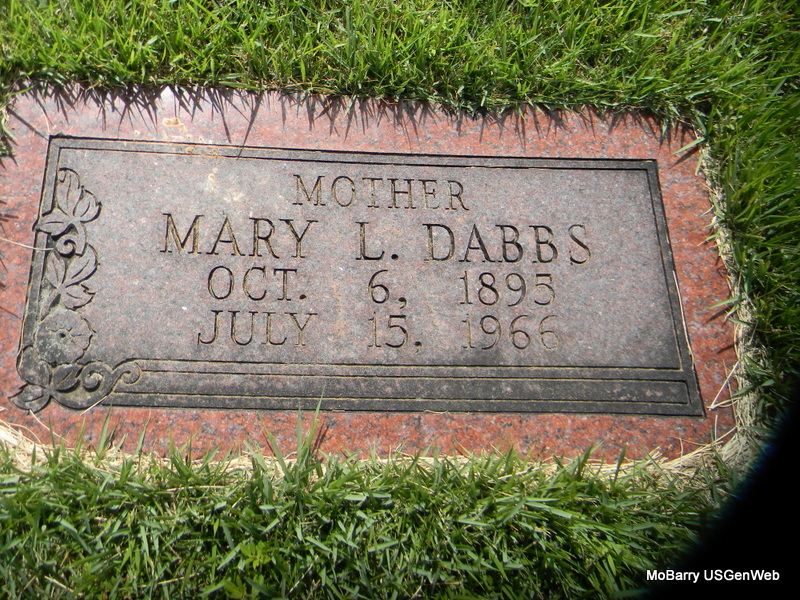 MOTHER
MARY L. DABBS
OCT. 6, 1895
JULY 15, 1966
MoBarry USGenWeb